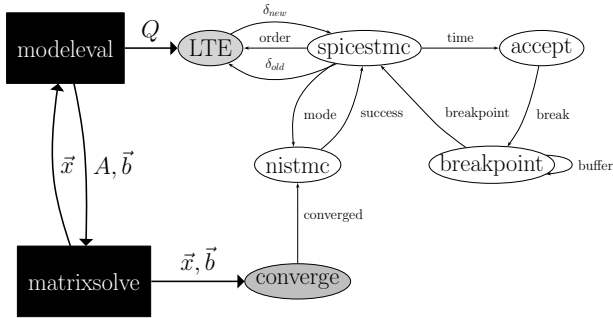 δnew
modeleval
Q
LTE
order
spicestmc
time
accept
δold
x⃗
A, b⃗
mode
success
breakpoint
break
nistmc
breakpoint
buffer
converged
matrixsolve
x⃗, b⃗
converge